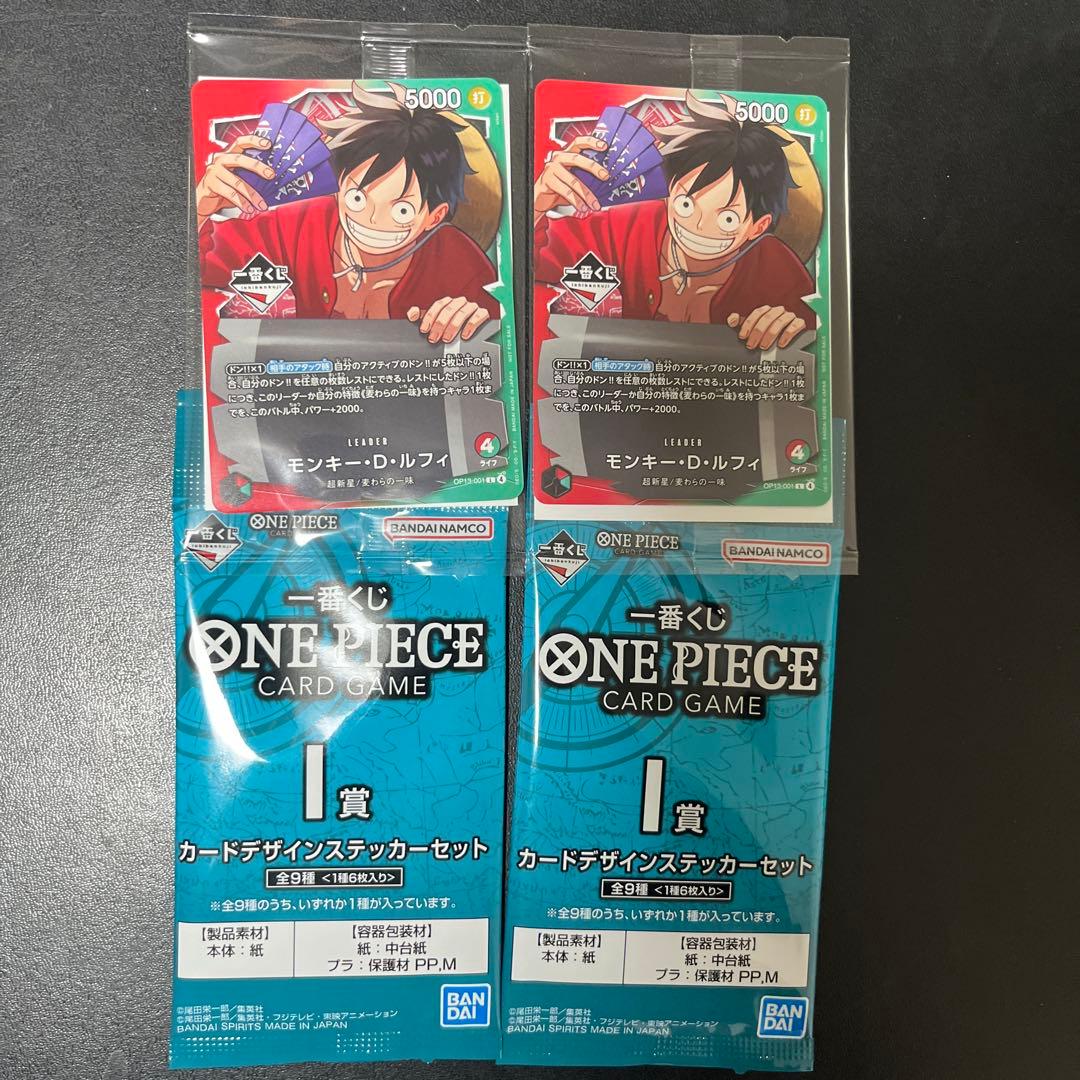 5000 打
一番くじ
ichibankuji
ドン!!×1 相手のアタック時 自分のアクティブのドン!!が5枚以下の場
合、自分のドン!!を任意の枚数レストにできる。レストにしたドン!!1枚
につき、このリーダーか自分の特徴《麦わらの一味》を持つキャラ1枚ま
でを、このバトル中、パワー+2000。
LEADER
モンキー・D・ルフィ
超新星/麦わらの一味
4
ライフ
OP13-001 L 4
BANDAI MADE IN JAPAN NOT FOR SALE
5000 打
一番くじ
ichibankuji
ドン!!×1 相手のアタック時 自分のアクティブのドン!!が5枚以下の場
合、自分のドン!!を任意の枚数レストにできる。レストにしたドン!!1枚
につき、このリーダーか自分の特徴《麦わらの一味》を持つキャラ1枚ま
でを、このバトル中、パワー+2000。
LEADER
モンキー・D・ルフィ
超新星/麦わらの一味
4
ライフ
OP13-001 L 4
BANDAI MADE IN JAPAN NOT FOR SALE
一番くじ
ichibankuji
ONE PIECE
CARD GAME
BANDAI NAMCO
一番くじ
ONE PIECE
CARD GAME
I賞
カードデザインステッカーセット
全9種 <1種6枚入り>
※全9種のうち、いずれか1種が入っています。
【製品素材】
本体：紙
【容器包装材】
紙：中台紙
プラ：保護材 PP,M
©尾田栄一郎／集英社
©尾田栄一郎／集英社・フジテレビ・東映アニメーション
BANDAI SPIRITS MADE IN JAPAN
BAN
DAI
一番くじ
ichibankuji
ONE PIECE
CARD GAME
BANDAI NAMCO
一番くじ
ONE PIECE
CARD GAME
I賞
カードデザインステッカーセット
全9種 <1種6枚入り>
※全9種のうち、いずれか1種が入っています。
【製品素材】
本体：紙
【容器包装材】
紙：中台紙
プラ：保護材 PP,M
©尾田栄一郎／集英社
©尾田栄一郎／集英社・フジテレビ・東映アニメーション
BANDAI SPIRITS MADE IN JAPAN
BAN
DAI